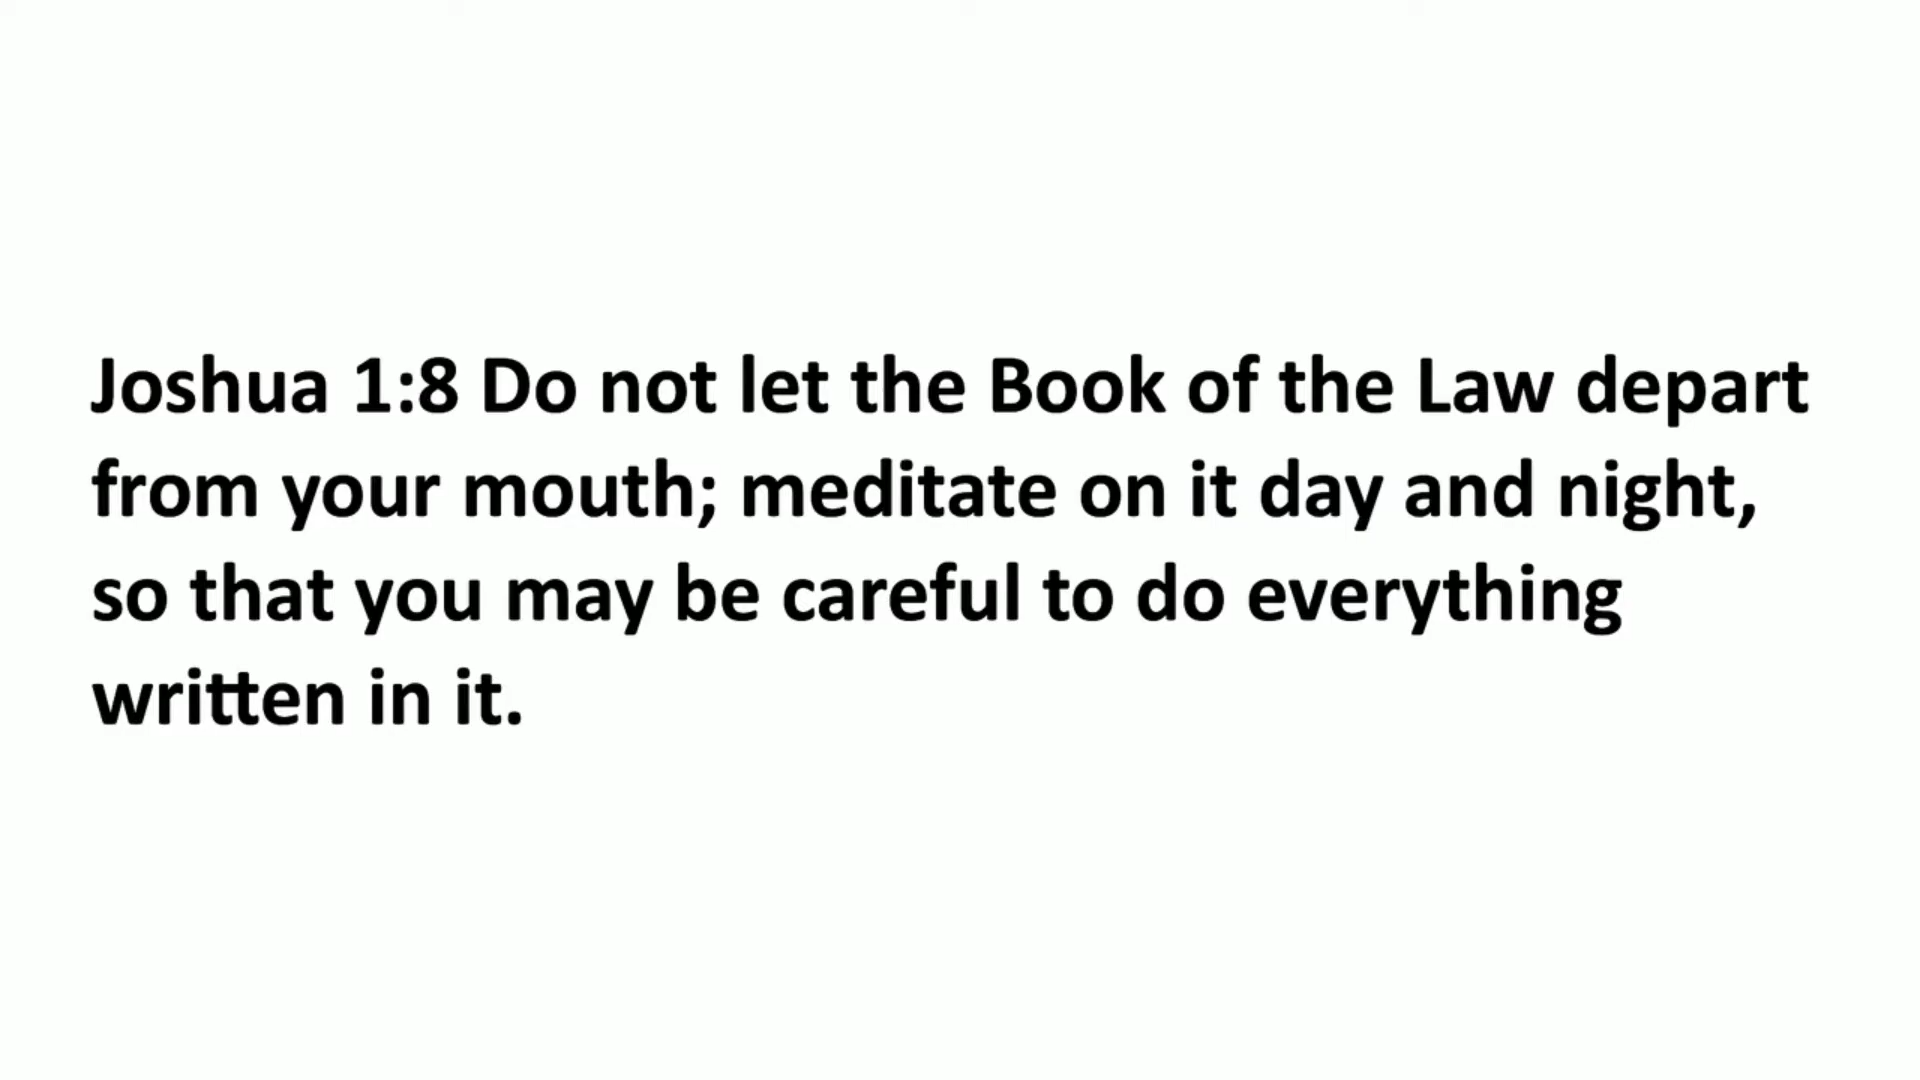 Joshua 1:8 Do not let the Book of the Law depart
from your mouth; meditate on it day and night,
so that you may be careful to do everything
written in it.